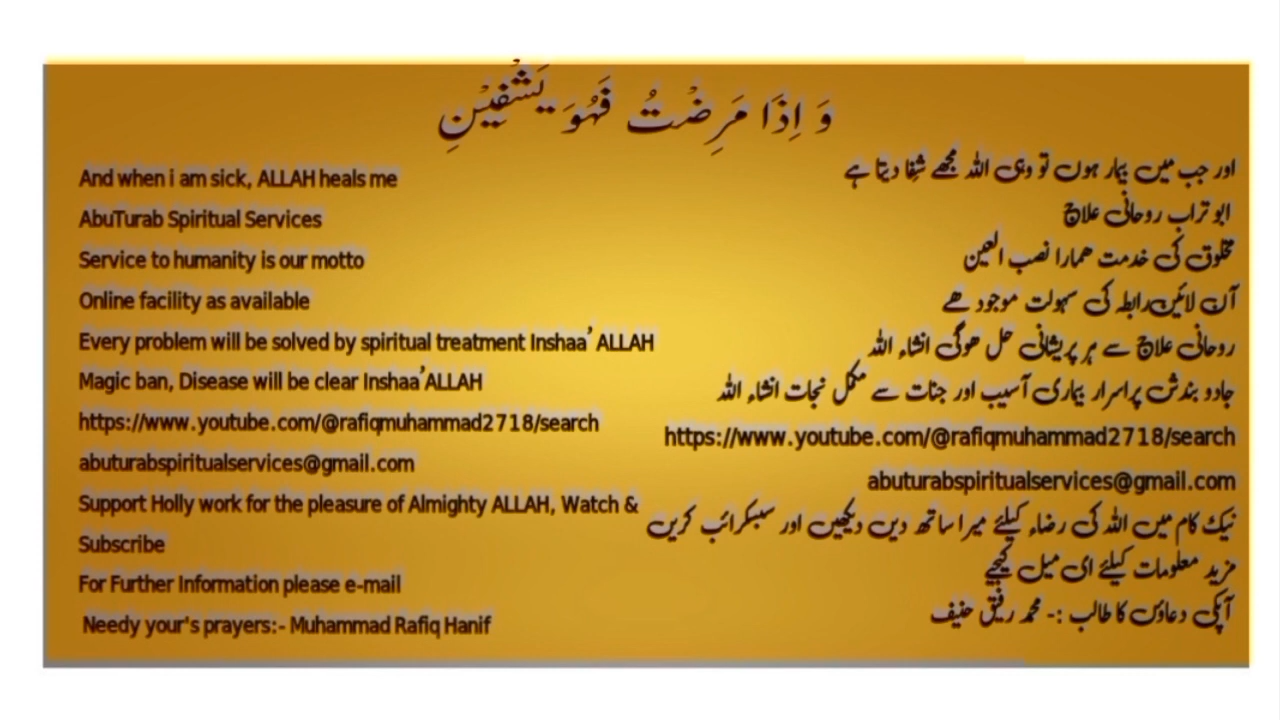 وَ اِذَا مَرِضْتُ فَهُوَ يَشْفِيْنِ
And when i am sick, ALLAH heals me
AbuTurab Spiritual Services
Service to humanity is our motto
Online facility as available
Every problem will be solved by spiritual treatment Inshaa’ ALLAH
Magic ban, Disease will be clear Inshaa’ALLAH
https://www.youtube.com/@rafiqmuhammad2718/search
abuturabspiritualservices@gmail.com
Support Holly work for the pleasure of Almighty ALLAH, Watch &
Subscribe
For Further Information please e-mail
Needy your's prayers:- Muhammad Rafiq Hanif
اور جب میں بیمار ہوں تو وہی اللہ مجھے شِفا دیتا ہے
ابو تراب روحانی علاج
مخلوق کی خدمت ھمارا نصب العین
آن لائین رابطہ کی سہولت موجود ھے
روحانی علاج سے ہر پریشانی حل ھوگی انشاء اللہ
جادو بندش پراسرار بیماری آسیب اور جنات سے مکمل نجات انشاء اللہ
https://www.youtube.com/@rafiqmuhammad2718/search
abuturabspiritualservices@gmail.com
نیک کام میں اللہ کی رضاء کیلئے میرا ساتھ دیں دیکھیں اور سبسکرائب کریں
مزید معلومات کیلئے ای میل کیجیے
آپکی دعاؤں کا طالب :- محمد رفیق حنیف